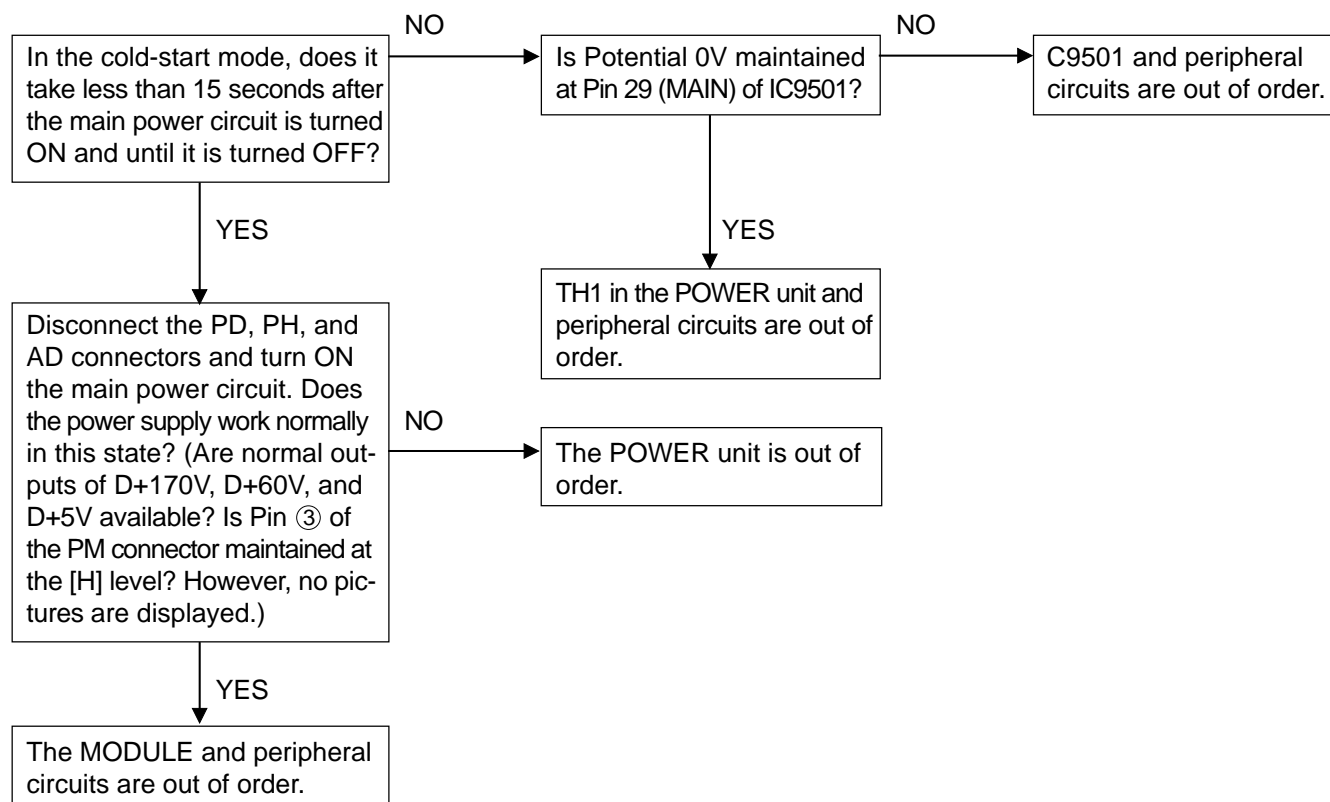 NO
NO
In the cold-start mode, does it
take less than 15 seconds after
the main power circuit is turned
ON and until it is turned OFF?
Is Potential 0V maintained
at Pin 29 (MAIN) of IC9501?
C9501 and peripheral
circuits are out of order.
YES
YES
TH1 in the POWER unit and
peripheral circuits are out of
order.
Disconnect the PD, PH, and
AD connectors and turn ON
the main power circuit. Does
the power supply work normally
in this state? (Are normal out-
puts of D+170V, D+60V, and
D+5V available? Is Pin ③ of
the PM connector maintained at
the [H] level? However, no pic-
tures are displayed.)
NO
The POWER unit is out of
order.
YES
The MODULE and peripheral
circuits are out of order.